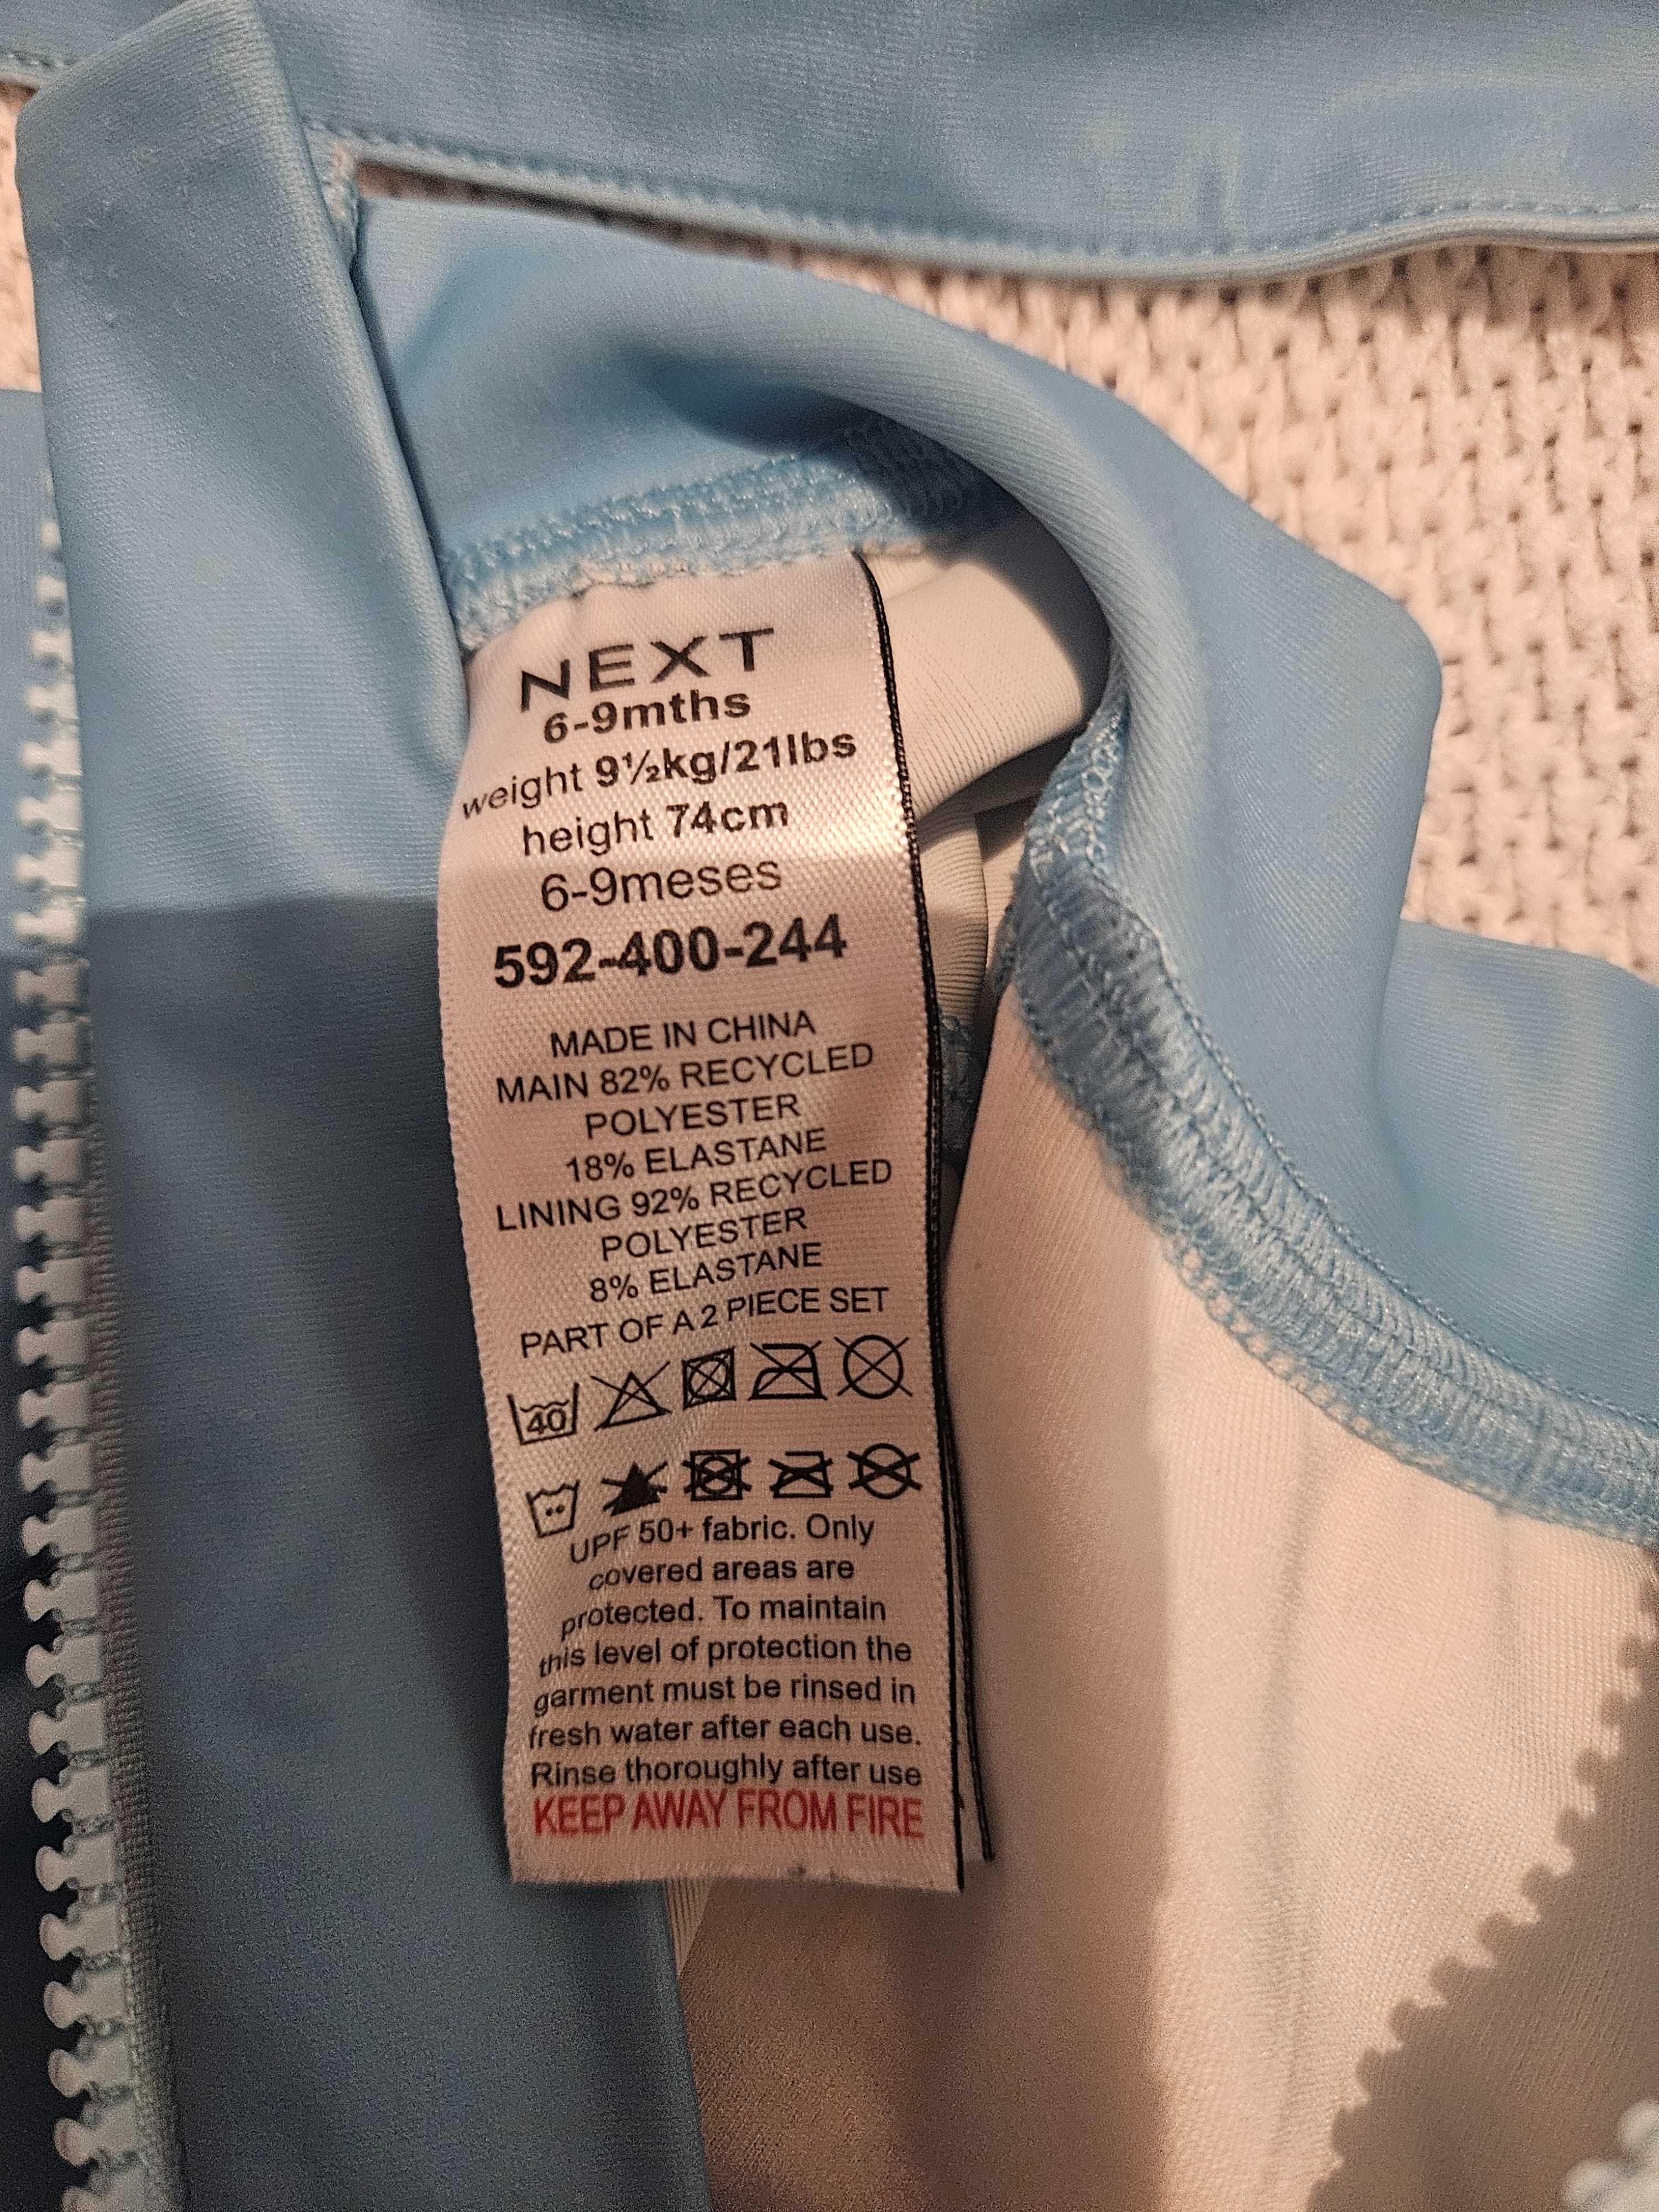 NEXT
6-9mths
weight 9½kg/21lbs
height 74cm
6-9meses
592-400-244
MADE IN CHINA
MAIN 82% RECYCLED
POLYESTER
18% ELASTANE
LINING 92% RECYCLED
POLYESTER
8% ELASTANE
PART OF A 2 PIECE SET
40
UPF 50+ fabric. Only
covered areas are
protected. To maintain
this level of protection the
garment must be rinsed in
fresh water after each use.
Rinse thoroughly after use
KEEP AWAY FROM FIRE